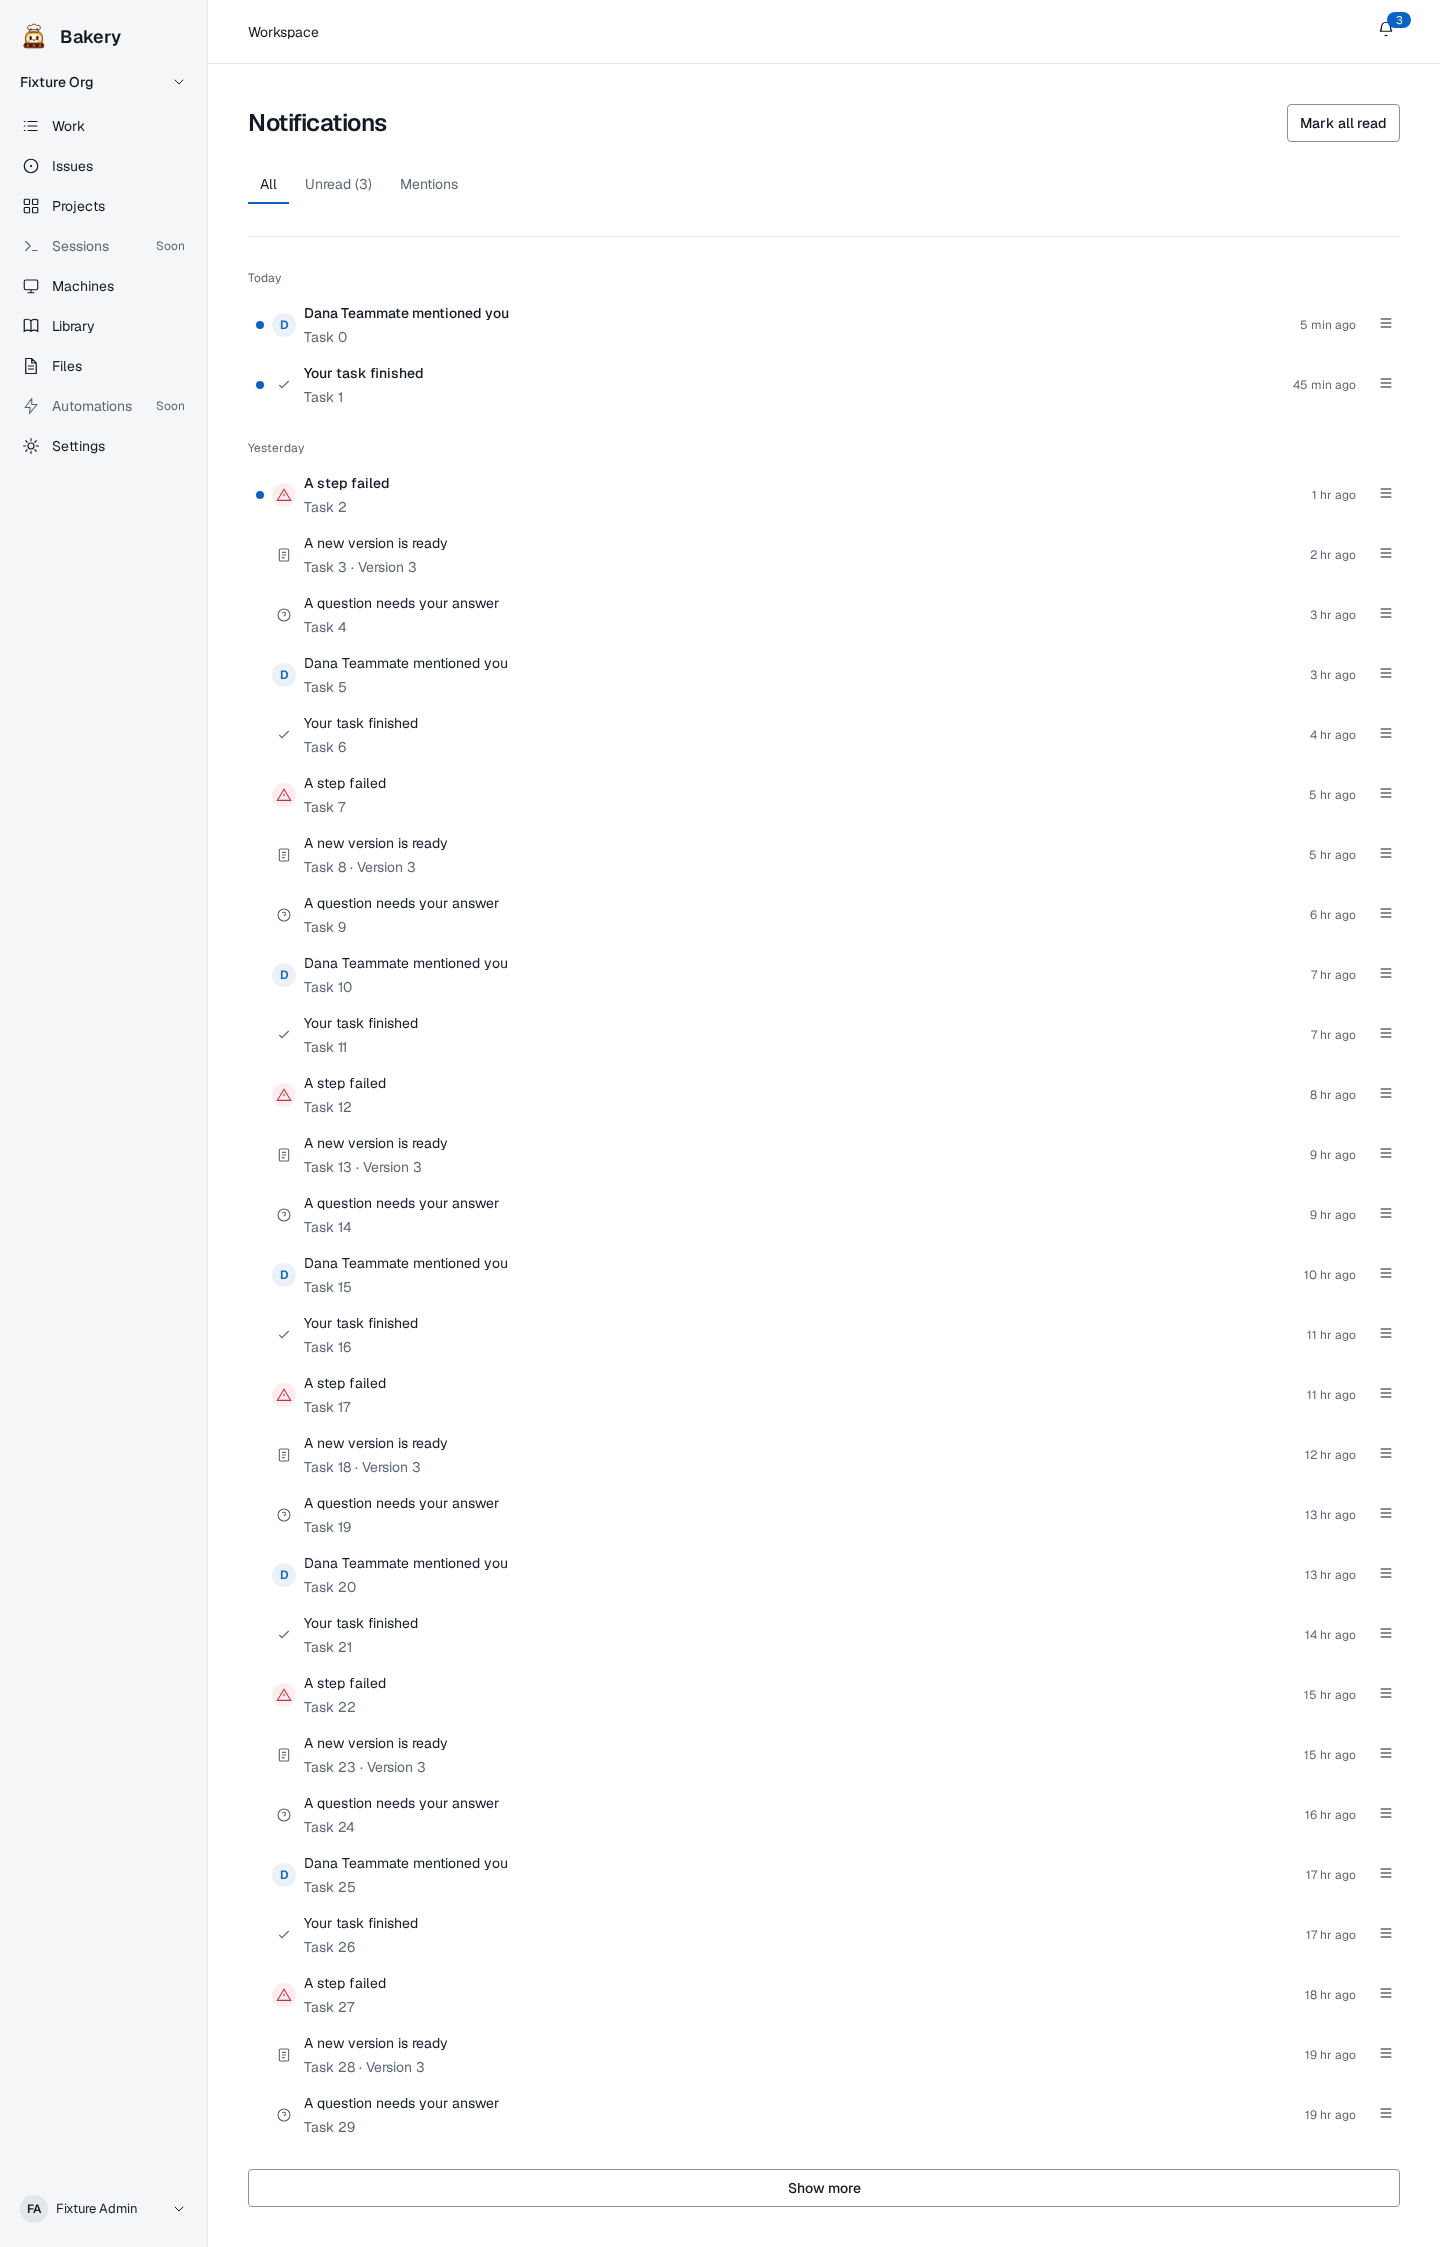 Bakery
Fixture Org
Work
Issues
Projects
Sessions Soon
Machines
Library
Files
Automations Soon
Settings
FA Fixture Admin
Workspace
3
Notifications
Mark all read
All Unread (3) Mentions
Today
D Dana Teammate mentioned you
Task 0
5 min ago
Your task finished
Task 1
45 min ago
Yesterday
A step failed
Task 2
1 hr ago
A new version is ready
Task 3 · Version 3
2 hr ago
A question needs your answer
Task 4
3 hr ago
D Dana Teammate mentioned you
Task 5
3 hr ago
Your task finished
Task 6
4 hr ago
A step failed
Task 7
5 hr ago
A new version is ready
Task 8 · Version 3
5 hr ago
A question needs your answer
Task 9
6 hr ago
D Dana Teammate mentioned you
Task 10
7 hr ago
Your task finished
Task 11
7 hr ago
A step failed
Task 12
8 hr ago
A new version is ready
Task 13 · Version 3
9 hr ago
A question needs your answer
Task 14
9 hr ago
D Dana Teammate mentioned you
Task 15
10 hr ago
Your task finished
Task 16
11 hr ago
A step failed
Task 17
11 hr ago
A new version is ready
Task 18 · Version 3
12 hr ago
A question needs your answer
Task 19
13 hr ago
D Dana Teammate mentioned you
Task 20
13 hr ago
Your task finished
Task 21
14 hr ago
A step failed
Task 22
15 hr ago
A new version is ready
Task 23 · Version 3
15 hr ago
A question needs your answer
Task 24
16 hr ago
D Dana Teammate mentioned you
Task 25
17 hr ago
Your task finished
Task 26
17 hr ago
A step failed
Task 27
18 hr ago
A new version is ready
Task 28 · Version 3
19 hr ago
A question needs your answer
Task 29
19 hr ago
Show more